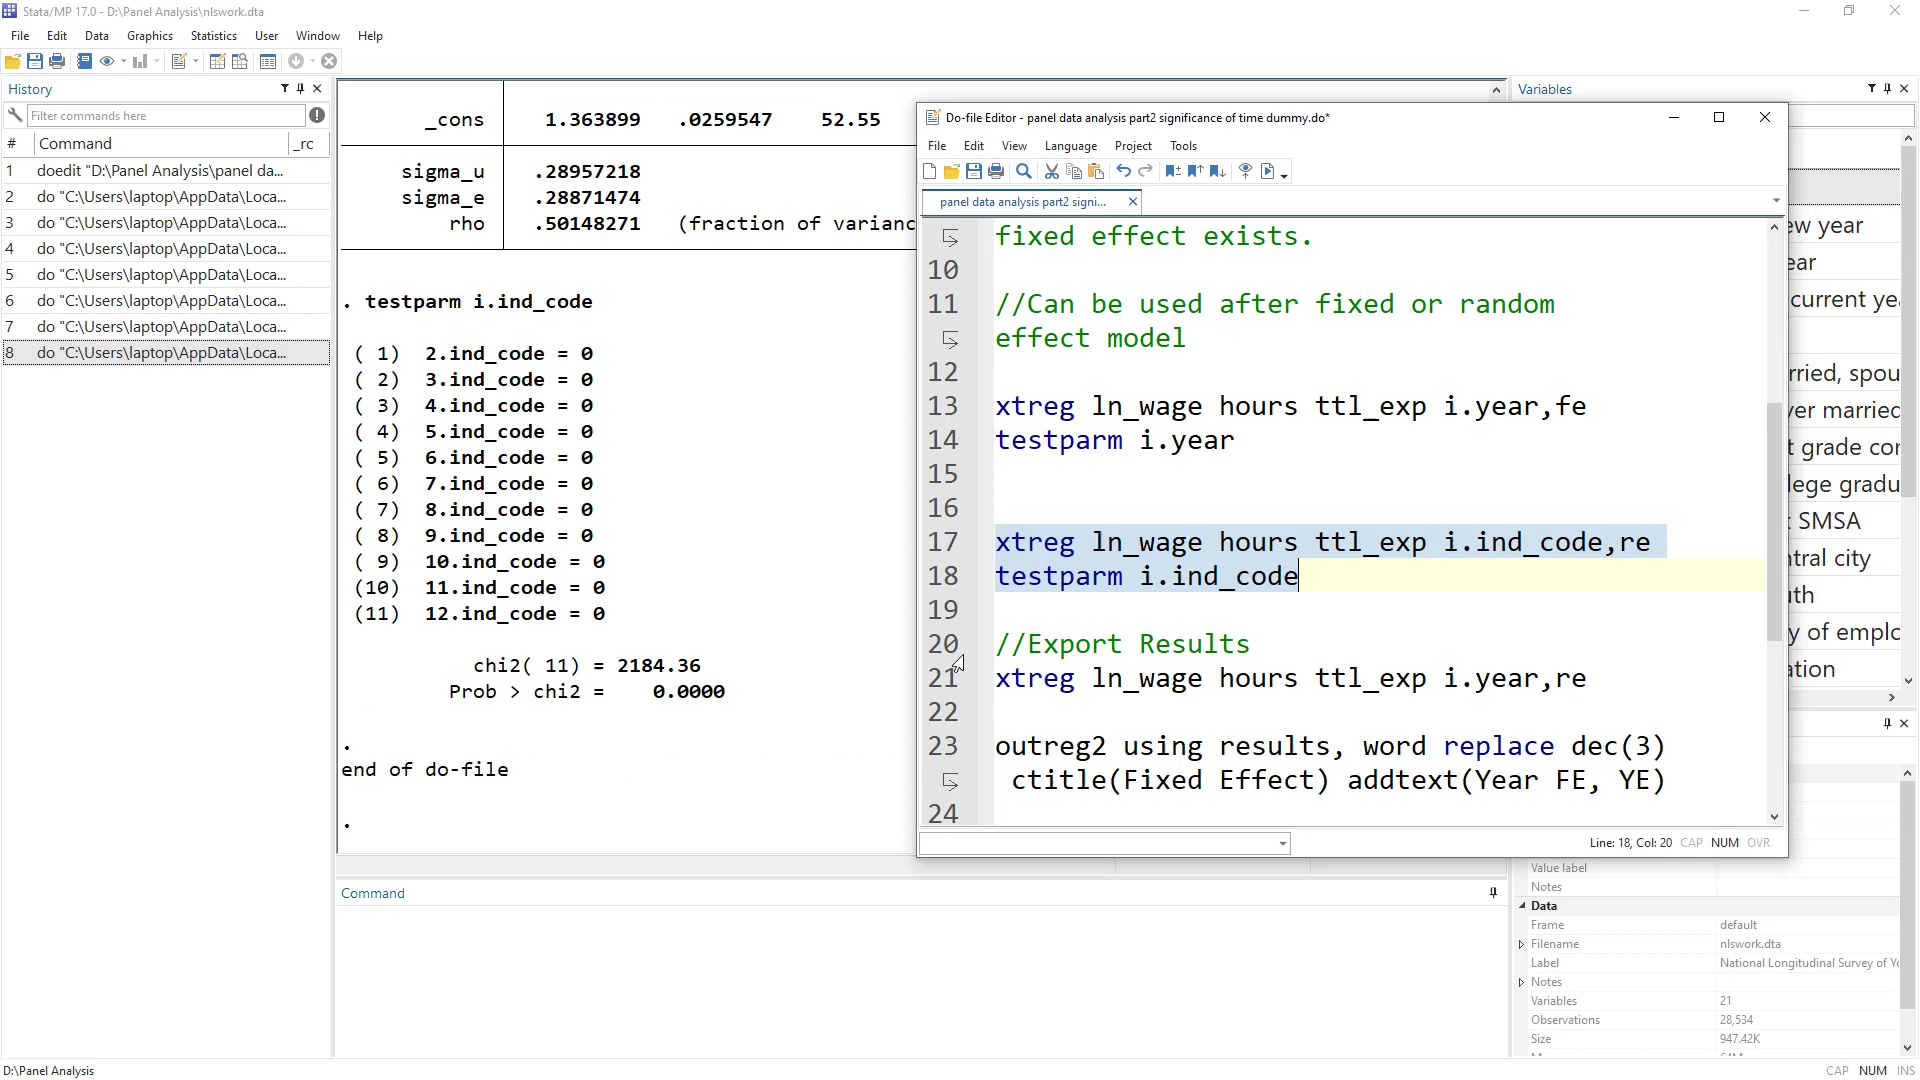 Stata/MP 17.0 - D:\Panel Analysis\nlswork.dta
File Edit Data Graphics Statistics User Window Help
History
Filter commands here
# Command _rc
1 doedit "D:\Panel Analysis\panel da...
2 do "C:\Users\laptop\AppData\Loca...
3 do "C:\Users\laptop\AppData\Loca...
4 do "C:\Users\laptop\AppData\Loca...
5 do "C:\Users\laptop\AppData\Loca...
6 do "C:\Users\laptop\AppData\Loca...
7 do "C:\Users\laptop\AppData\Loca...
8 do "C:\Users\laptop\AppData\Loca...
_cons 1.363899 .0259547 52.55
sigma_u .28957218
sigma_e .28871474
rho .50148271 (fraction of varianc
. testparm i.ind_code
( 1) 2.ind_code = 0
( 2) 3.ind_code = 0
( 3) 4.ind_code = 0
( 4) 5.ind_code = 0
( 5) 6.ind_code = 0
( 6) 7.ind_code = 0
( 7) 8.ind_code = 0
( 8) 9.ind_code = 0
( 9) 10.ind_code = 0
(10) 11.ind_code = 0
(11) 12.ind_code = 0
chi2( 11) = 2184.36
Prob > chi2 = 0.0000
.
end of do-file
.
Command
Do-file Editor - panel data analysis part2 significance of time dummy.do*
File Edit View Language Project Tools
panel data analysis part2 signi...
fixed effect exists.
10
11 //Can be used after fixed or random
effect model
12
13 xtreg ln_wage hours ttl_exp i.year,fe
14 testparm i.year
15
16
17 xtreg ln_wage hours ttl_exp i.ind_code,re
18 testparm i.ind_code
19
20 //Export Results
21 xtreg ln_wage hours ttl_exp i.year,re
22
23 outreg2 using results, word replace dec(3)
ctitle(Fixed Effect) addtext(Year FE, YE)
24
Line: 18, Col: 20 CAP NUM OVR
Variables
ew year
ear
current ye
rried, spou
er married
t grade cor
lege gradu
SMSA
ntral city
th
y of emplo
ation
Value label
Notes
Data
Frame default
Filename nlswork.dta
Label National Longitudinal Survey of Yo
Notes
Variables 21
Observations 28,534
Size 947.42K
D:\Panel Analysis
CAP NUM INS